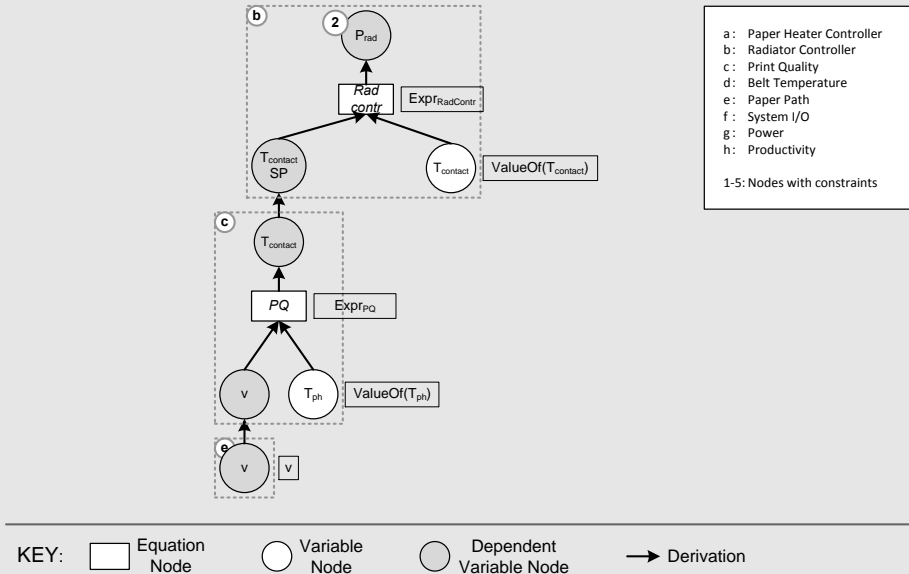 b
2
P_rad
Rad
contr
Expr_RadContr
T_contact
SP
T_contact
ValueOf(T_contact)
c
T_contact
PQ
Expr_PQ
v
T_ph
ValueOf(T_ph)
e
v
v
a: Paper Heater Controller
b: Radiator Controller
c: Print Quality
d: Belt Temperature
e: Paper Path
f: System I/O
g: Power
h: Productivity
1-5: Nodes with constraints
KEY:
Equation
Node
Variable
Node
Dependent
Variable Node
Derivation